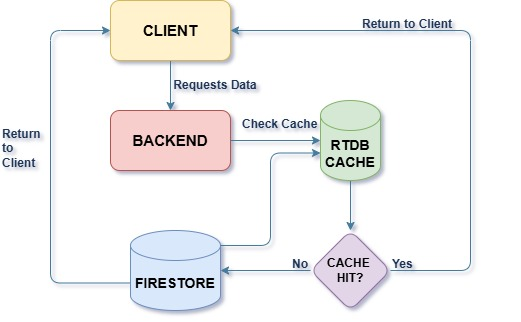 CLIENT
Return to Client
Requests Data
BACKEND
Check Cache
RTDB
CACHE
Return
to
Client
FIRESTORE
No
CACHE
HIT?
Yes